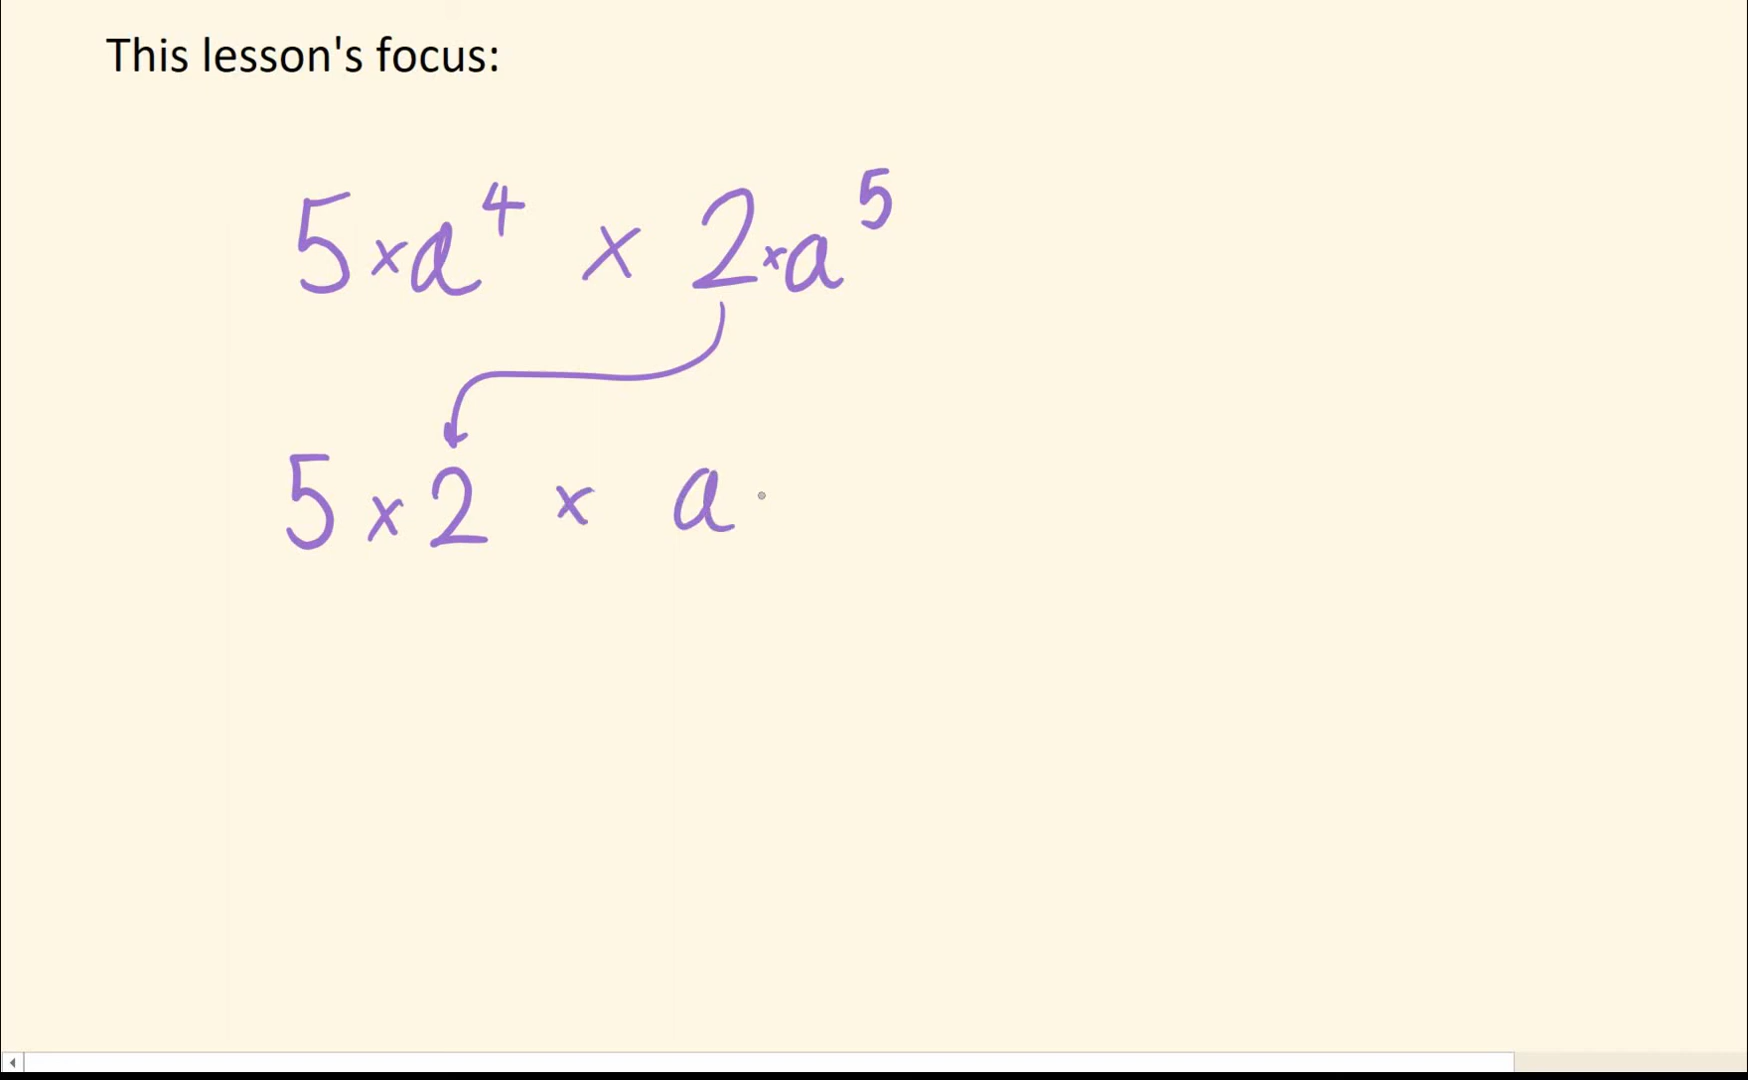 This lesson's focus:
5 × a⁴ × 2 × a⁵
5 × 2 × a